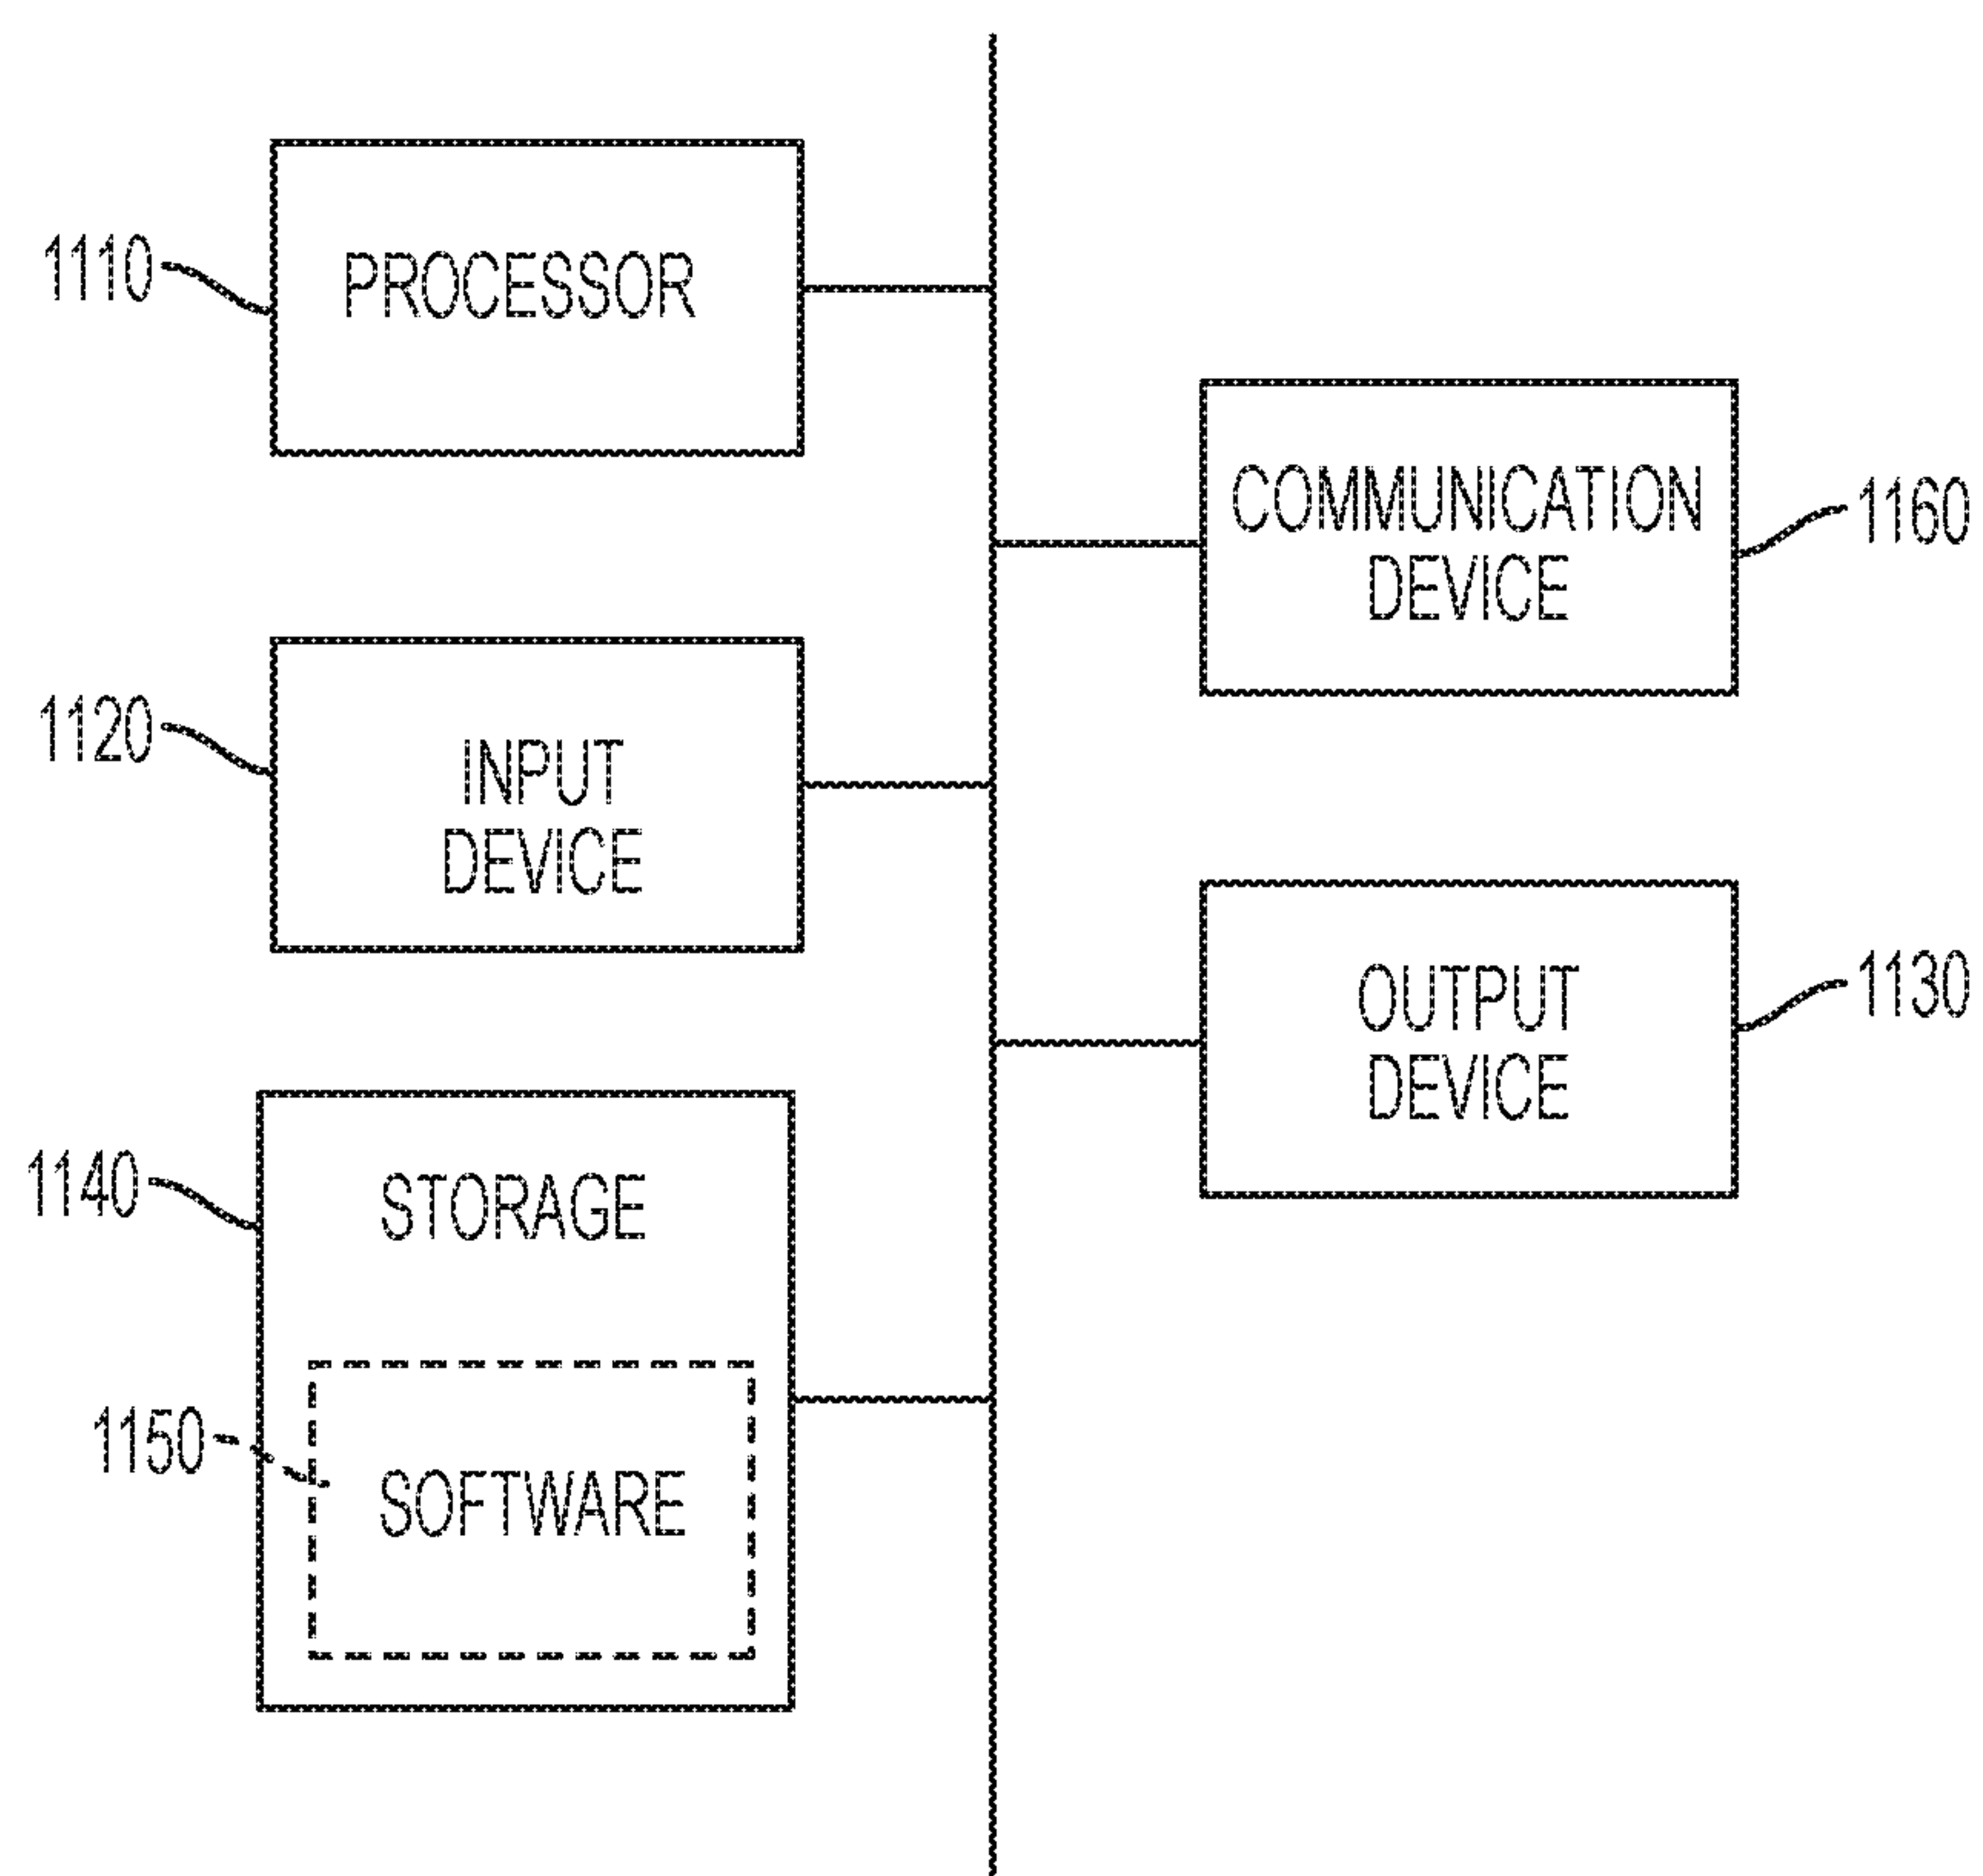 1110
PROCESSOR
COMMUNICATION
DEVICE
1160
1120
INPUT
DEVICE
OUTPUT
DEVICE
1130
1140
STORAGE
1150
SOFTWARE